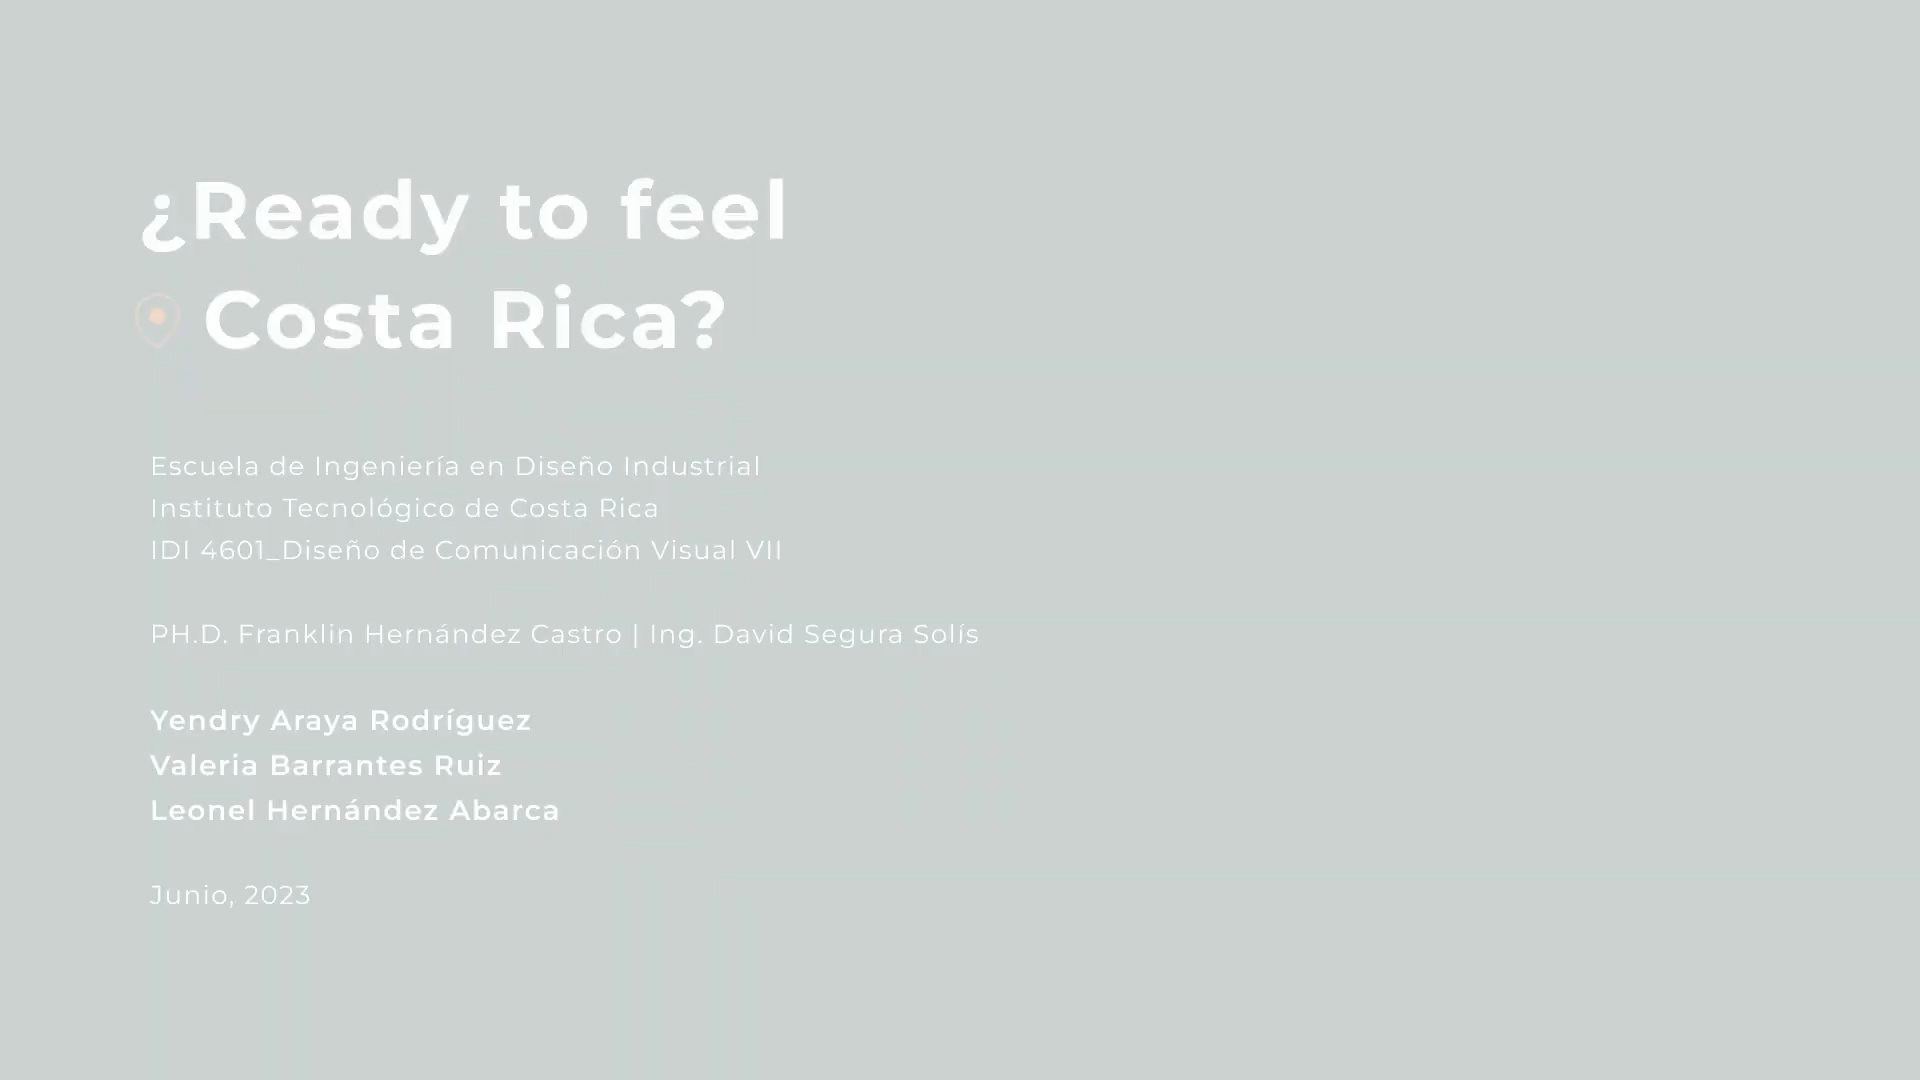 ¿Ready to feel
Costa Rica?
Escuela de Ingeniería en Diseño Industrial
Instituto Tecnológico de Costa Rica
IDI 4601_Diseño de Comunicación Visual VII
PH.D. Franklin Hernández Castro | Ing. David Segura Solís
Yendry Araya Rodríguez
Valeria Barrantes Ruiz
Leonel Hernández Abarca
Junio, 2023